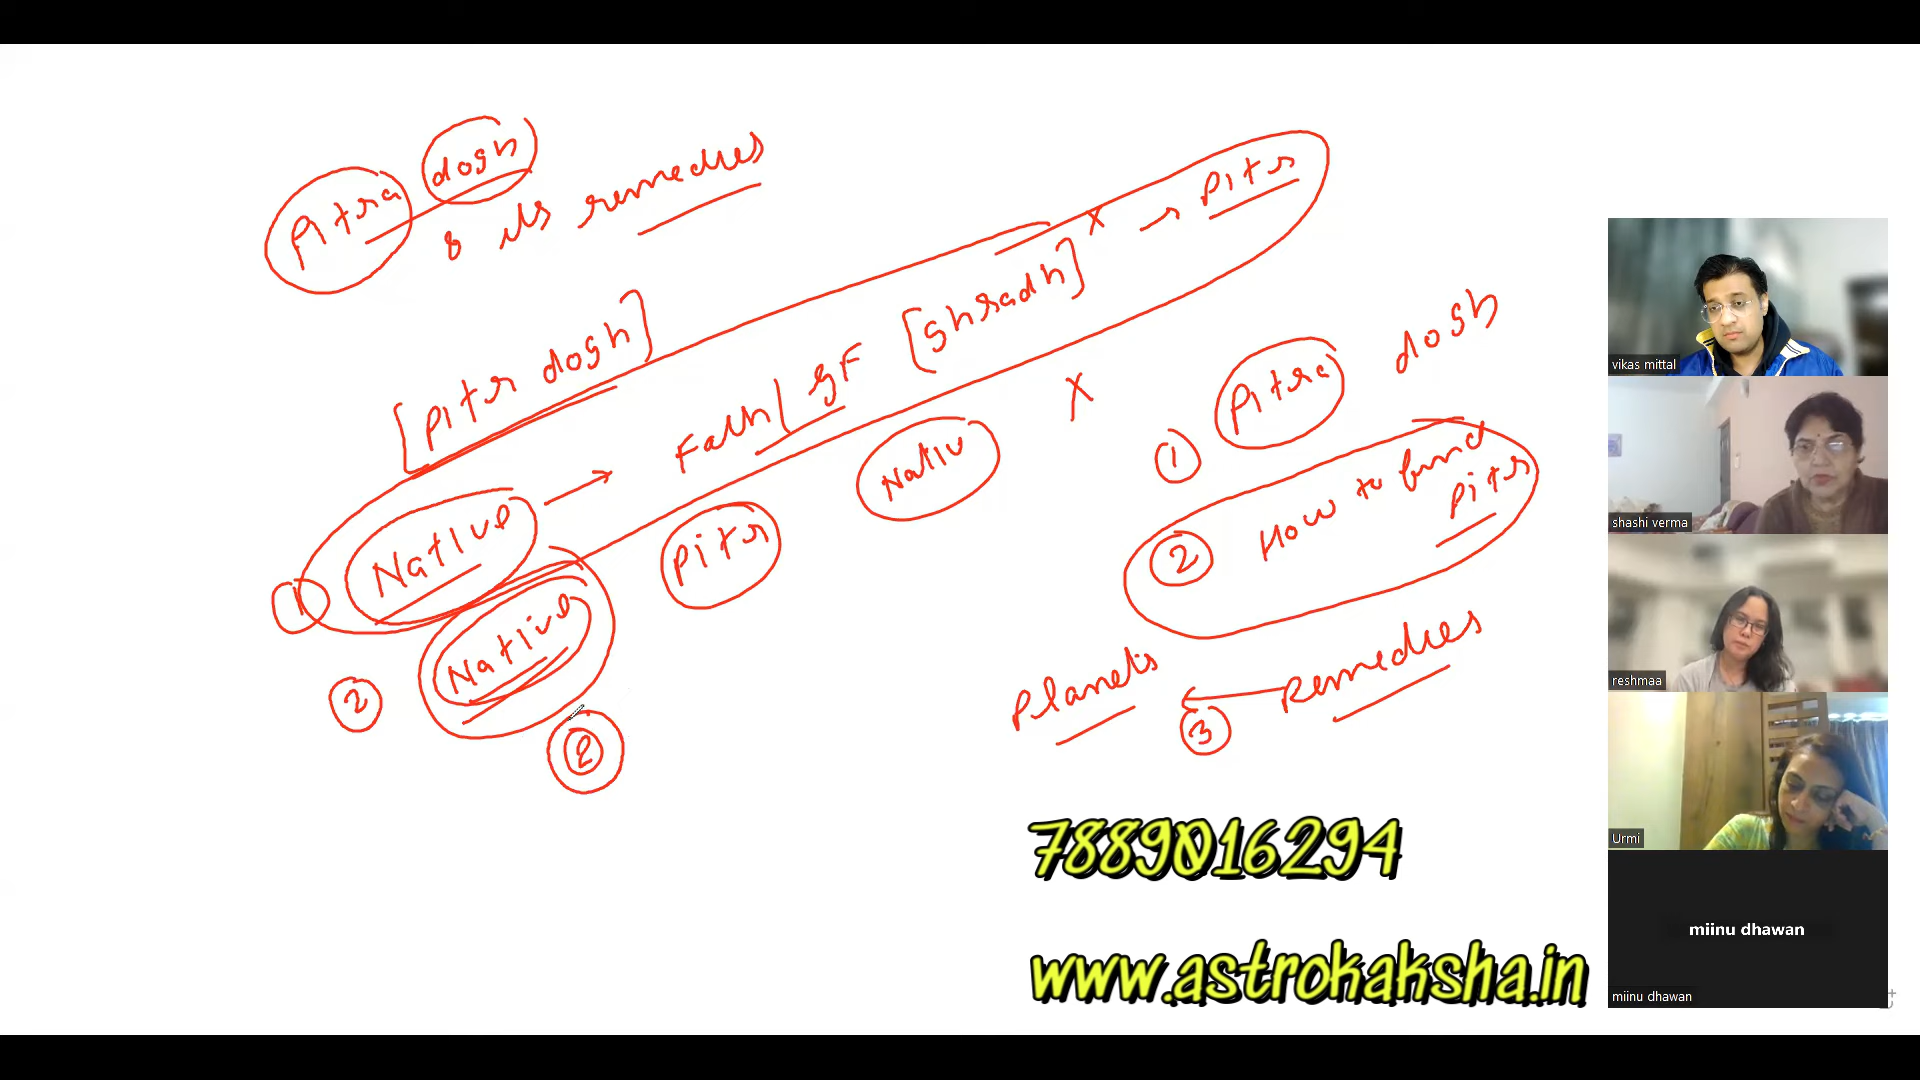 Pitra dosh
& its remedies
[Pitr dosh]
Fath | GF [Shradh] X → Pitr
① Native →
Pitr
Nativ
X
② Native
②
① Pitra dosh
② How to find
Pitr
③ Remedies
Planets
7889016294
www.astrokaksha.in
vikas mittal
shashi verma
reshmaa
Urmi
miinu dhawan
miinu dhawan